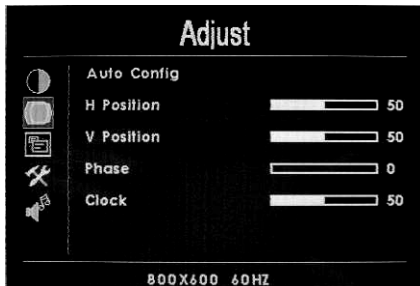 Adjust
Auto Config
H Position 50
V Position 50
Phase 0
Clock 50
800X600 60HZ